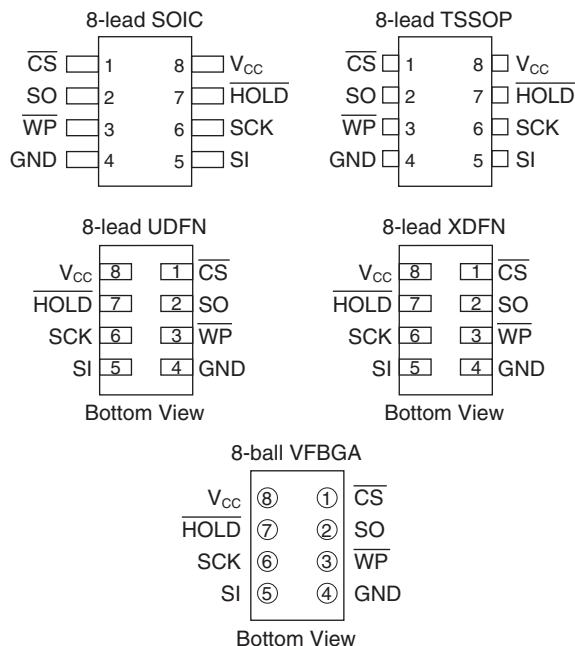 8-lead SOIC
CS 1 8 VCC
SO 2 7 HOLD
WP 3 6 SCK
GND 4 5 SI
8-lead TSSOP
CS 1 8 VCC
SO 2 7 HOLD
WP 3 6 SCK
GND 4 5 SI
8-lead UDFN
VCC 8 1 CS
HOLD 7 2 SO
SCK 6 3 WP
SI 5 4 GND
Bottom View
8-lead XDFN
VCC 8 1 CS
HOLD 7 2 SO
SCK 6 3 WP
SI 5 4 GND
Bottom View
8-ball VFBGA
VCC 8 1 CS
HOLD 7 2 SO
SCK 6 3 WP
SI 5 4 GND
Bottom View